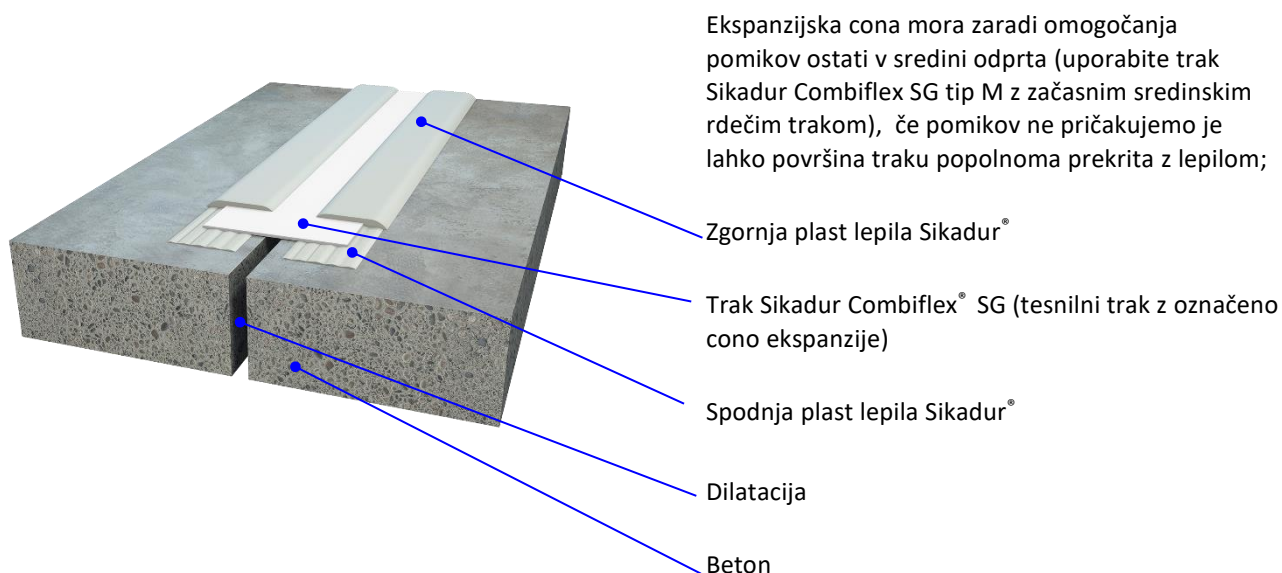 Ekspanzijska cona mora zaradi omogočanja
pomikov ostati v sredini odprta (uporabite trak
Sikadur Combiflex SG tip M z začasnim sredinskim
rdečim trakom),  če pomikov ne pričakujemo je
lahko površina traku popolnoma prekrita z lepilom;
Zgornja plast lepila Sikadur®
Trak Sikadur Combiflex® SG (tesnilni trak z označeno
cono ekspanzije)
Spodnja plast lepila Sikadur®
Dilatacija
Beton